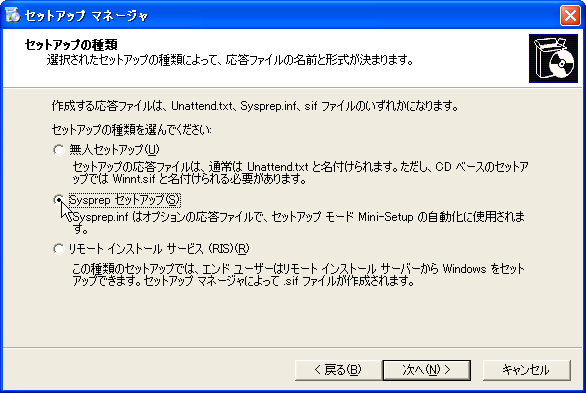 セットアップ マネージャ
セットアップの種類
選択されたセットアップの種類によって、応答ファイルの名前と形式が決まります。
作成する応答ファイルは、Unattend.txt、Sysprep.inf、.sif ファイルのいずれかになります。
セットアップの種類を選んでください:
無人セットアップ(U)
セットアップの応答ファイルは、通常は Unattend.txt と名付けられます。ただし、CD ベースのセットア
ップでは Winnt.sif と名付けられる必要があります。
Sysprep セットアップ(S)
Sysprep.inf はオプションの応答ファイルで、セットアップ モード Mini-Setup の自動化に使用されま
す。
リモート インストール サービス (RIS)(R)
この種類のセットアップでは、エンド ユーザーはリモート インストール サーバーから Windows をセット
アップできます。セットアップ マネージャによって .sif ファイルが作成されます。
< 戻る(B)
次へ(N) >
キャンセル